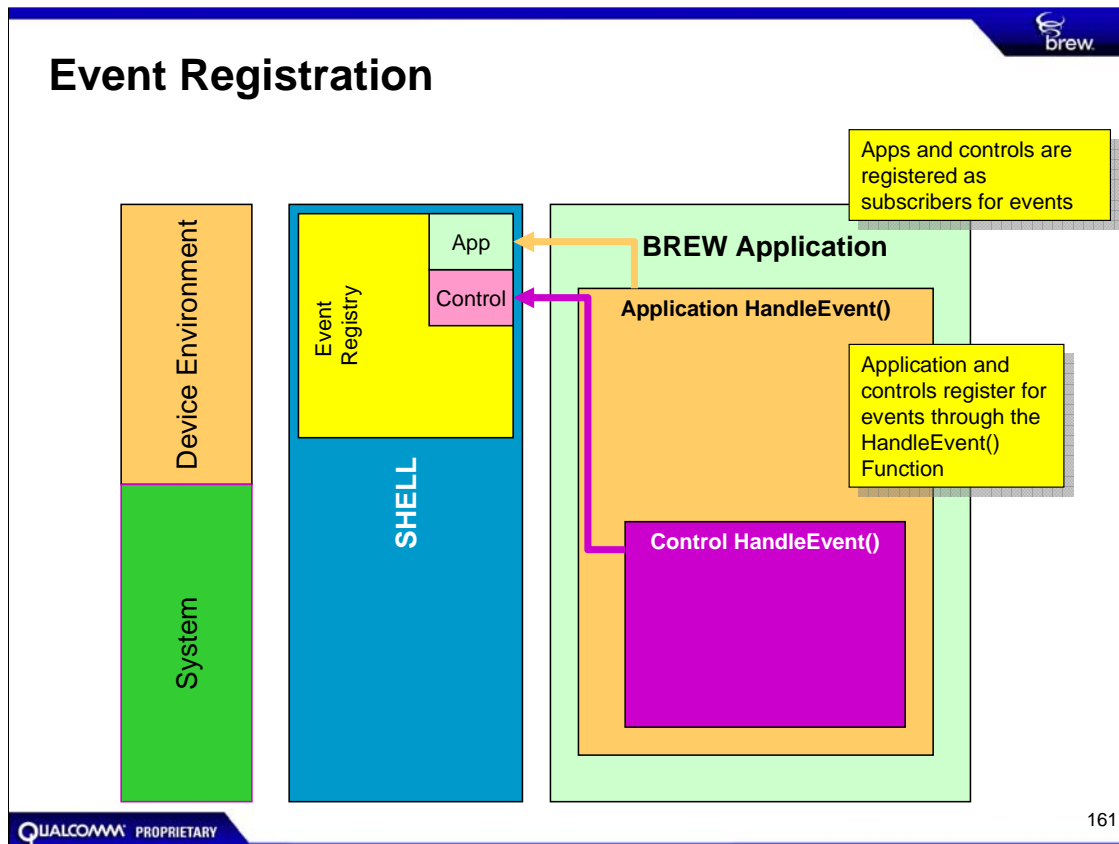 brew.
Event Registration
Apps and controls are
registered as
subscribers for events
Device Environment
System
Event
Registry
App
Control
SHELL
BREW Application
Application HandleEvent()
Application and
controls register for
events through the
HandleEvent()
Function
Control HandleEvent()
QUALCOMM PROPRIETARY
161